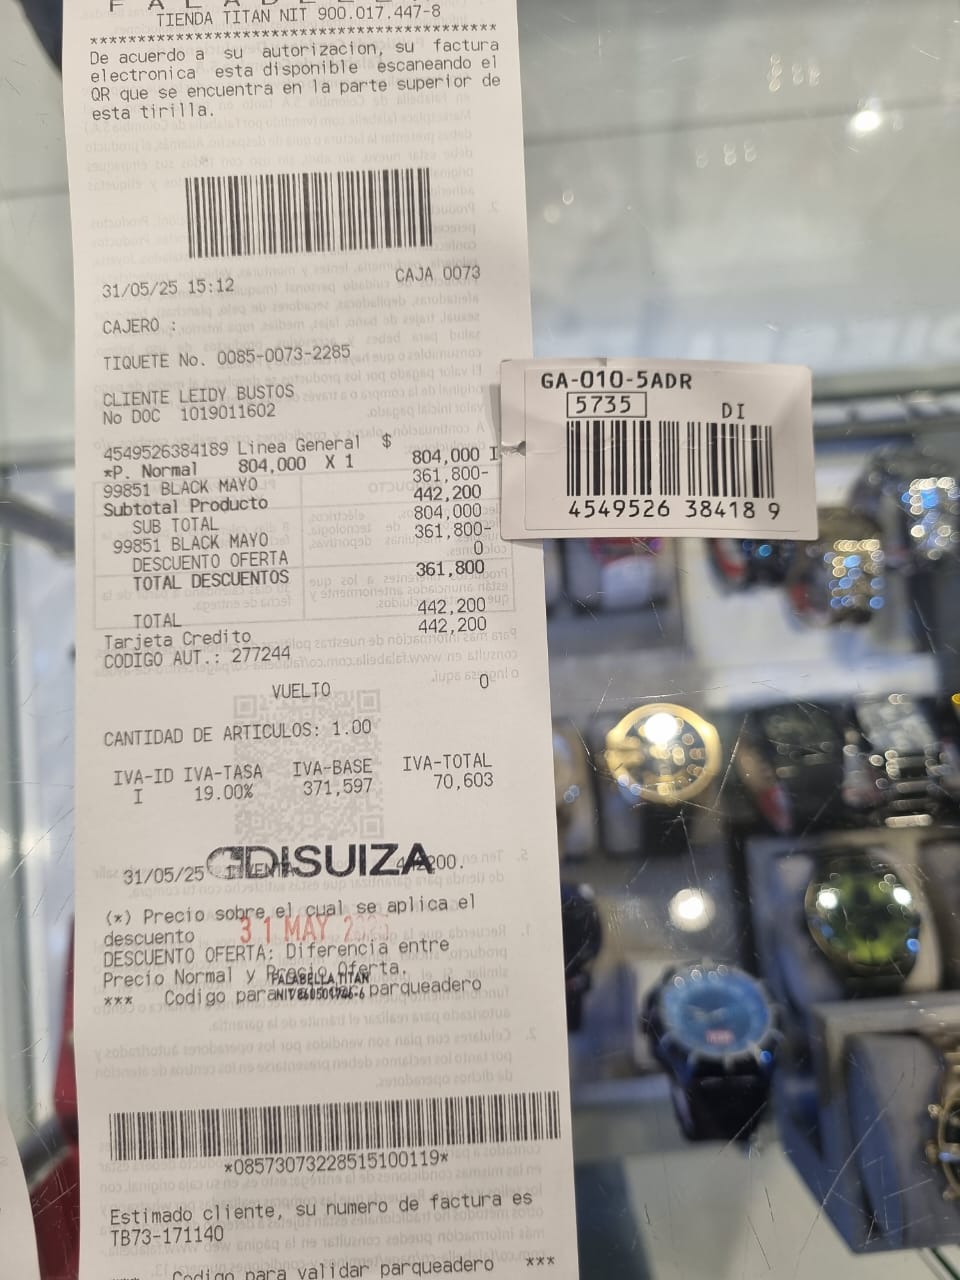 FALABELLA
TIENDA TITAN NIT 900.017.447-8
******************************************
De acuerdo a su autorizacion, su factura
electronica esta disponible escaneando el
QR que se encuentra en la parte superior de
esta tirilla.
31/05/25 15:12 CAJA 0073
CAJERO :
TIQUETE No. 0085-0073-2285
CLIENTE LEIDY BUSTOS
No DOC 1019011602
4549526384189 Linea General $
*P. Normal 804,000 X 1 804,000 I
99851 BLACK MAYO 361,800-
Subtotal Producto 442,200
SUB TOTAL 804,000
99851 BLACK MAYO 361,800-
DESCUENTO OFERTA 0
TOTAL DESCUENTOS 361,800
TOTAL 442,200
Tarjeta Credito 442,200
CODIGO AUT.: 277244
VUELTO 0
CANTIDAD DE ARTICULOS: 1.00
IVA-ID IVA-TASA IVA-BASE IVA-TOTAL
I 19.00% 371,597 70,603
DISUIZA
31/05/25
(*) Precio sobre el cual se aplica el
descuento
31 MAY
DESCUENTO OFERTA: Diferencia entre
Precio Normal y Precio Oferta.
FALABELLA TITAN
*** Codigo para parqueadero
*08573073228515100119*
Estimado cliente, su numero de factura es
TB73-171140
*** Codigo para validar parqueadero ***
GA-010-5ADR
5735 DI
4549526 38418 9